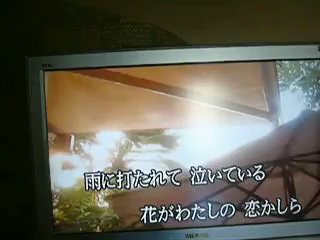 雨に打たれて 泣いている
花がわたしの 恋かしら